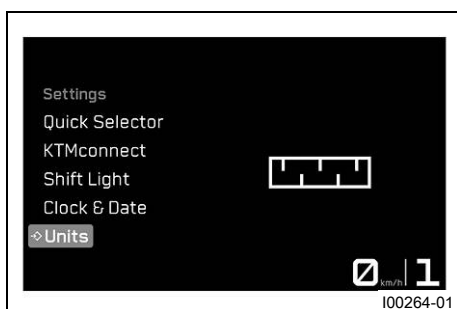 Settings
Quick Selector
KTMconnect
Shift Light
Clock & Date
Units
0 km/h 1
I00264-01